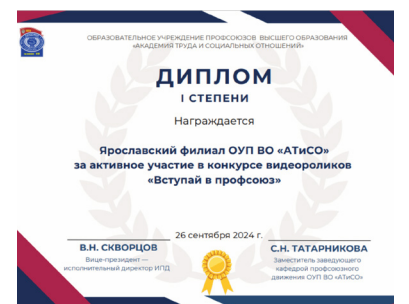 ОБРАЗОВАТЕЛЬНОЕ УЧРЕЖДЕНИЕ ПРОФСОЮЗОВ ВЫСШЕГО ОБРАЗОВАНИЯ
«АКАДЕМИЯ ТРУДА И СОЦИАЛЬНЫХ ОТНОШЕНИЙ»
ДИПЛОМ
I СТЕПЕНИ
Награждается
Ярославский филиал ОУП ВО «АТиСО»
за активное участие в конкурсе видеороликов
«Вступай в профсоюз»
26 сентября 2024 г.
В.Н. СКВОРЦОВ
Вице-президент —
исполнительный директор ИПД
С.Н. ТАТАРНИКОВА
Заместитель заведующего
кафедрой профсоюзного
движения ОУП ВО «АТиСО»